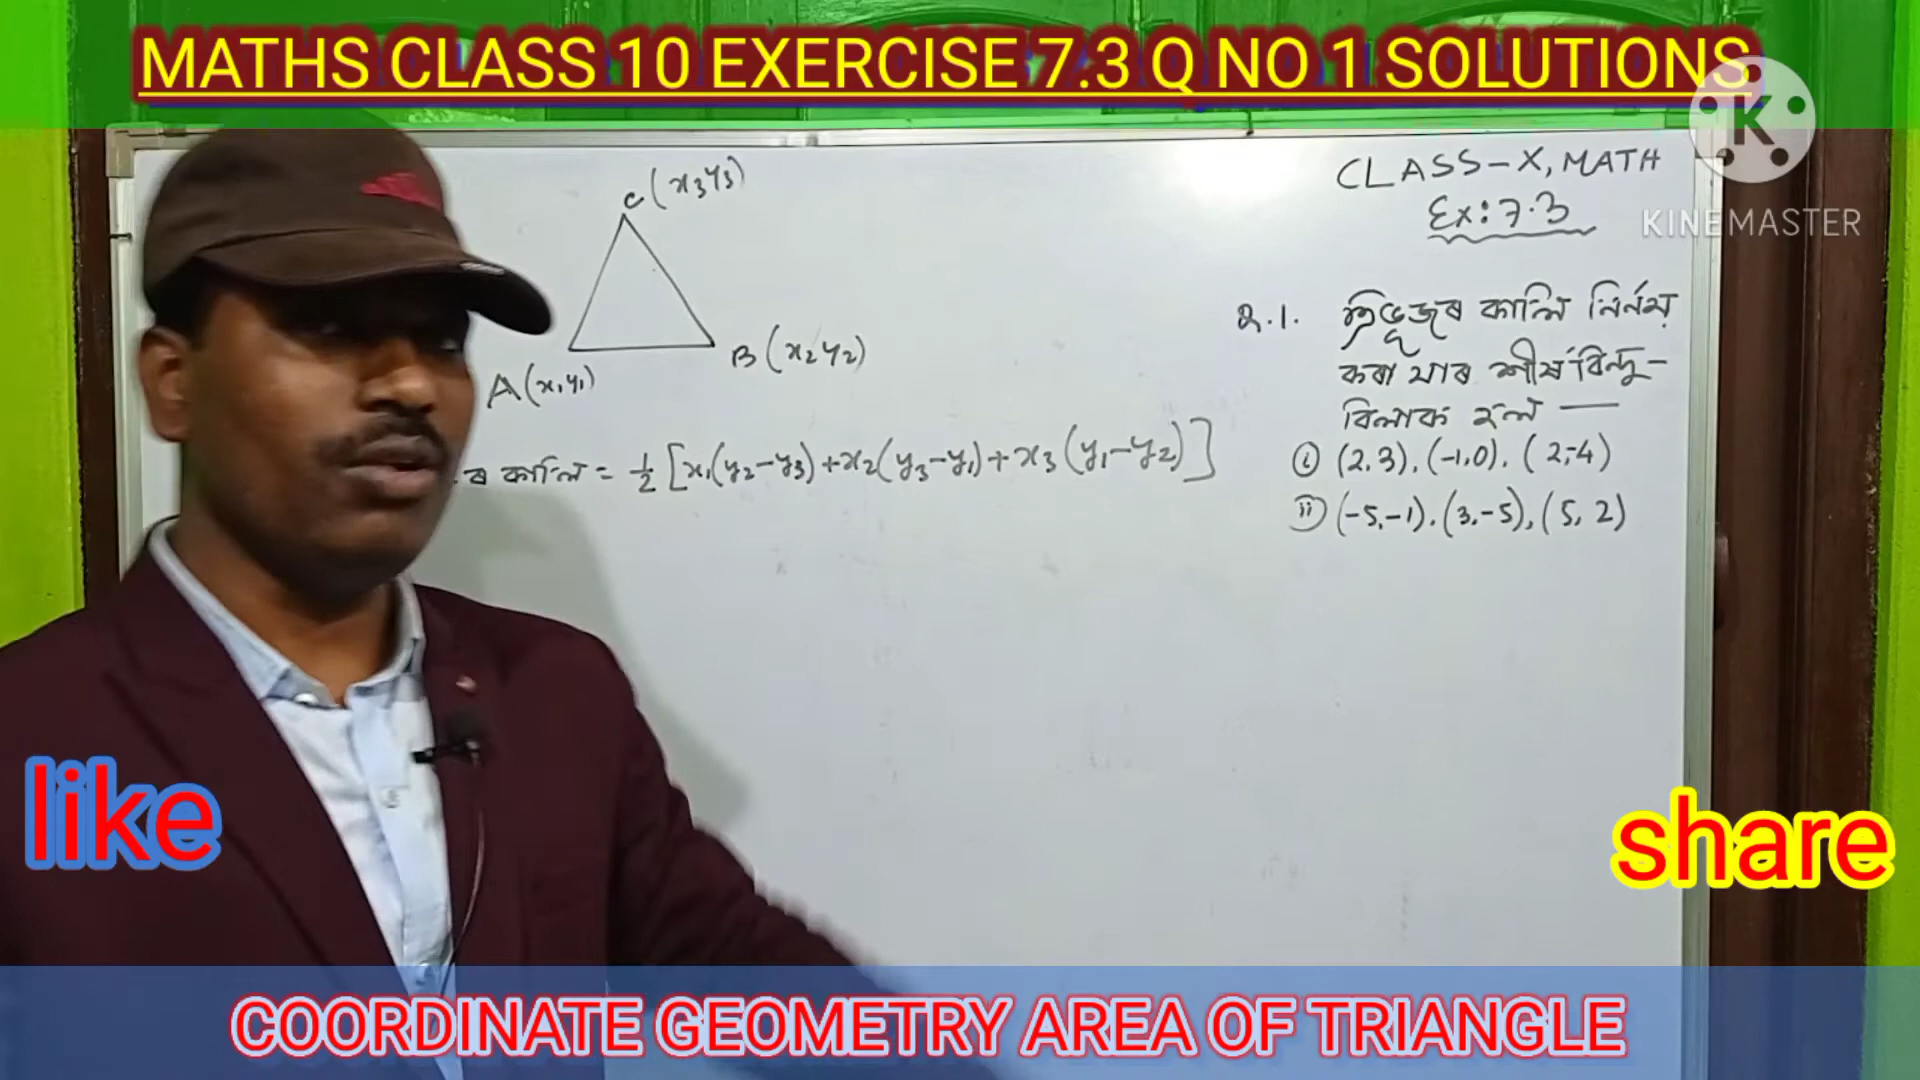 MATHS CLASS 10 EXERCISE 7.3 Q NO 1 SOLUTIONS
K
KINEMASTER
CLASS-X, MATH
Ex: 7.3
C (x3 y3)
A (x1 y1)
B (x2 y2)
ৰ কালি = 1/2 [x1(y2-y3)+x2(y3-y1)+x3(y1-y2)]
Q.1. ত্ৰিভূজৰ কালি নিৰ্নয়
কৰা যাৰ শীৰ্ষবিন্দু-
বিলাক হল —
(i) (2,3), (-1,0), (2,-4)
(ii) (-5,-1), (3,-5), (5, 2)
like
share
COORDINATE GEOMETRY AREA OF TRIANGLE